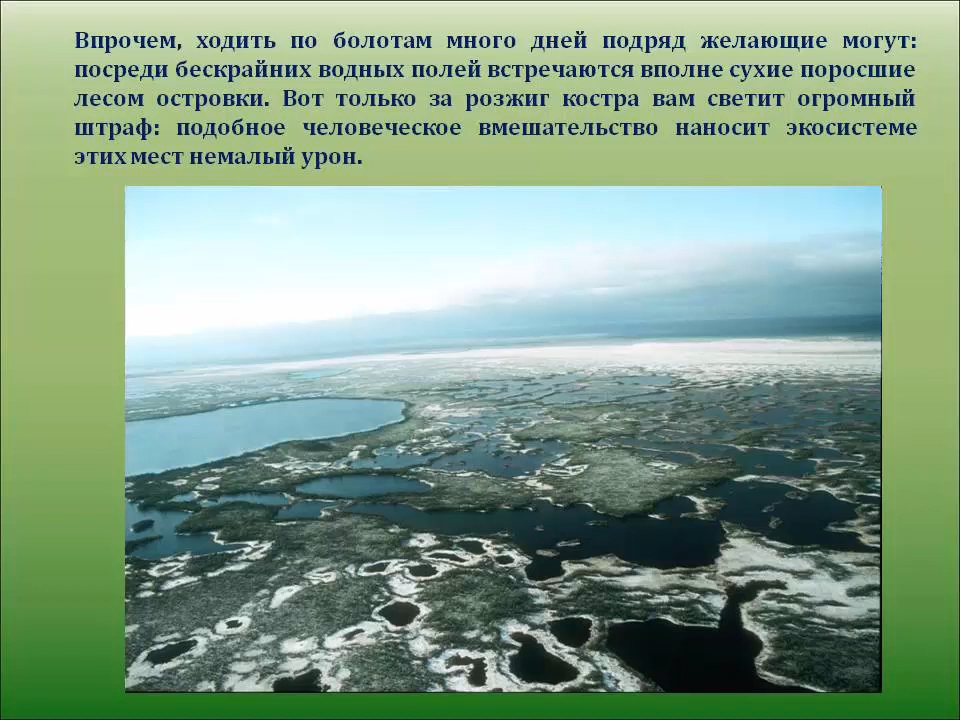 Впрочем, ходить по болотам много дней подряд желающие могут:
посреди бескрайних водных полей встречаются вполне сухие поросшие
лесом островки. Вот только за розжиг костра вам светит огромный
штраф: подобное человеческое вмешательство наносит экосистеме
этих мест немалый урон.